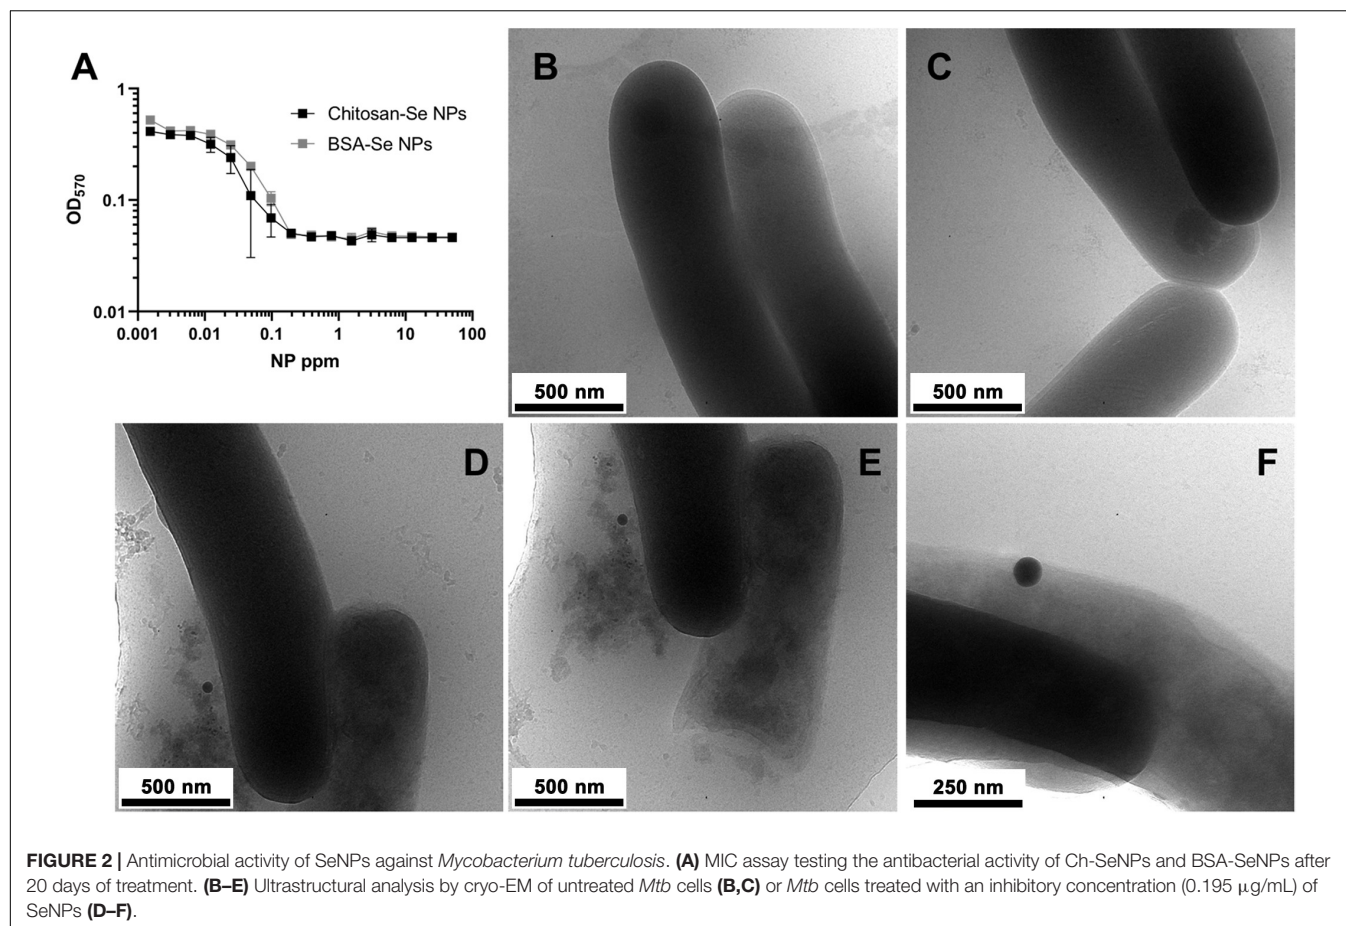 A
B
C
1
0.1
0.01
OD570
Chitosan-Se NPs
BSA-Se NPs
0.001 0.01 0.1 1 10 100
NP ppm
500 nm
500 nm
D
E
F
500 nm
500 nm
250 nm
FIGURE 2 | Antimicrobial activity of SeNPs against Mycobacterium tuberculosis. (A) MIC assay testing the antibacterial activity of Ch-SeNPs and BSA-SeNPs after
20 days of treatment. (B–E) Ultrastructural analysis by cryo-EM of untreated Mtb cells (B,C) or Mtb cells treated with an inhibitory concentration (0.195 μg/mL) of
SeNPs (D–F).